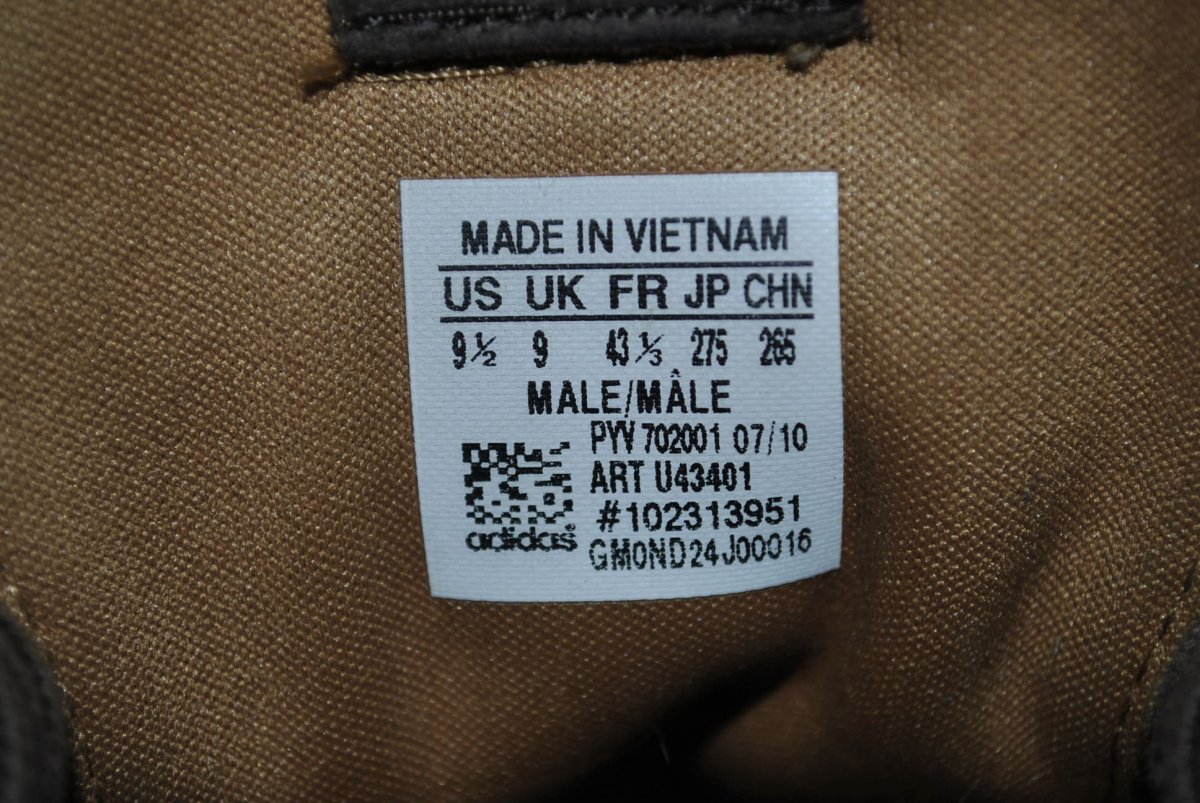 MADE IN VIETNAM
US UK FR JP CHN
9½ 9 43⅓ 275 265
MALE/MÂLE
PYV 702001 07/10
ART U43401
#102313951
adidas®
GM0ND24J00016